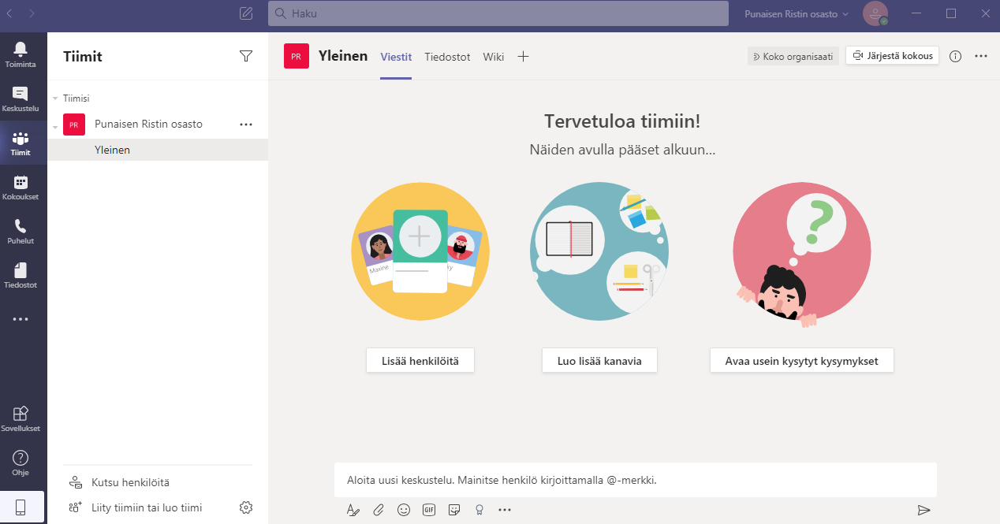 Haku
Punaisen Ristin osasto
Toiminta
Keskustelu
Tiimit
Kokoukset
Puhelut
Tiedostot
Sovellukset
Ohje
Tiimit
Tiimisi
PR
Punaisen Ristin osasto
Yleinen
Kutsu henkilöitä
Liity tiimiin tai luo tiimi
PR
Yleinen
Viestit
Tiedostot
Wiki
Koko organisaati
Järjestä kokous
Tervetuloa tiimiin!
Näiden avulla pääset alkuun...
Maxine
Lisää henkilöitä
Luo lisää kanavia
?
Avaa usein kysytyt kysymykset
Aloita uusi keskustelu. Mainitse henkilö kirjoittamalla @-merkki.
GIF